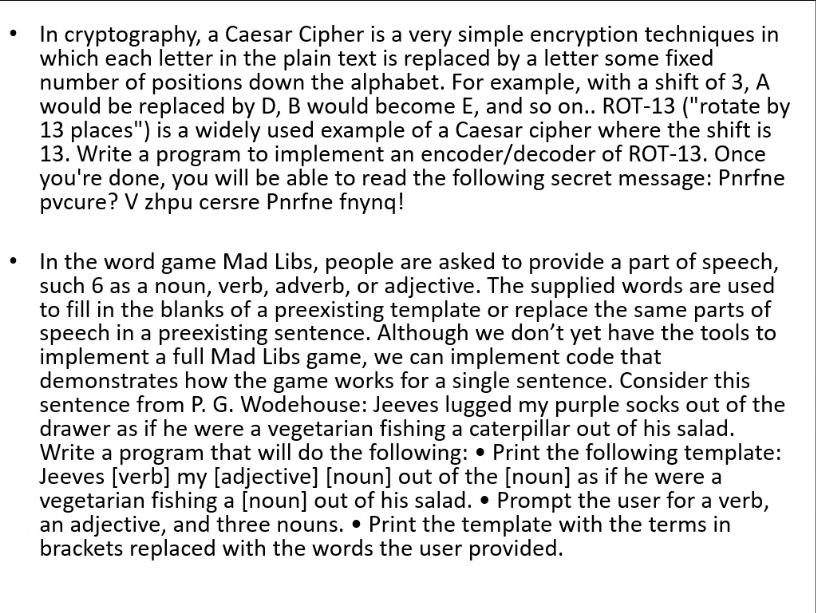 • In cryptography, a Caesar Cipher is a very simple encryption techniques in
which each letter in the plain text is replaced by a letter some fixed
number of positions down the alphabet. For example, with a shift of 3, A
would be replaced by D, B would become E, and so on.. ROT-13 ("rotate by
13 places") is a widely used example of a Caesar cipher where the shift is
13. Write a program to implement an encoder/decoder of ROT-13. Once
you're done, you will be able to read the following secret message: Pnrfne
pvcure? V zhpu cersre Pnrfne fnynq!
• In the word game Mad Libs, people are asked to provide a part of speech,
such 6 as a noun, verb, adverb, or adjective. The supplied words are used
to fill in the blanks of a preexisting template or replace the same parts of
speech in a preexisting sentence. Although we don’t yet have the tools to
implement a full Mad Libs game, we can implement code that
demonstrates how the game works for a single sentence. Consider this
sentence from P. G. Wodehouse: Jeeves lugged my purple socks out of the
drawer as if he were a vegetarian fishing a caterpillar out of his salad.
Write a program that will do the following: • Print the following template:
Jeeves [verb] my [adjective] [noun] out of the [noun] as if he were a
vegetarian fishing a [noun] out of his salad. • Prompt the user for a verb,
an adjective, and three nouns. • Print the template with the terms in
brackets replaced with the words the user provided.